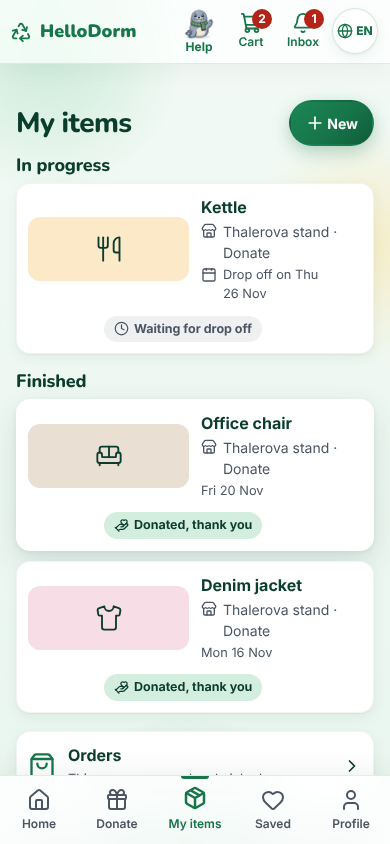 HelloDorm
Help
2
Cart
1
Inbox
EN
My items
+ New
In progress
Kettle
Thalerova stand ·
Donate
Drop off on Thu
26 Nov
Waiting for drop off
Finished
Office chair
Thalerova stand ·
Donate
Fri 20 Nov
Donated, thank you
Denim jacket
Thalerova stand ·
Donate
Mon 16 Nov
Donated, thank you
Orders
Home
Donate
My items
Saved
Profile